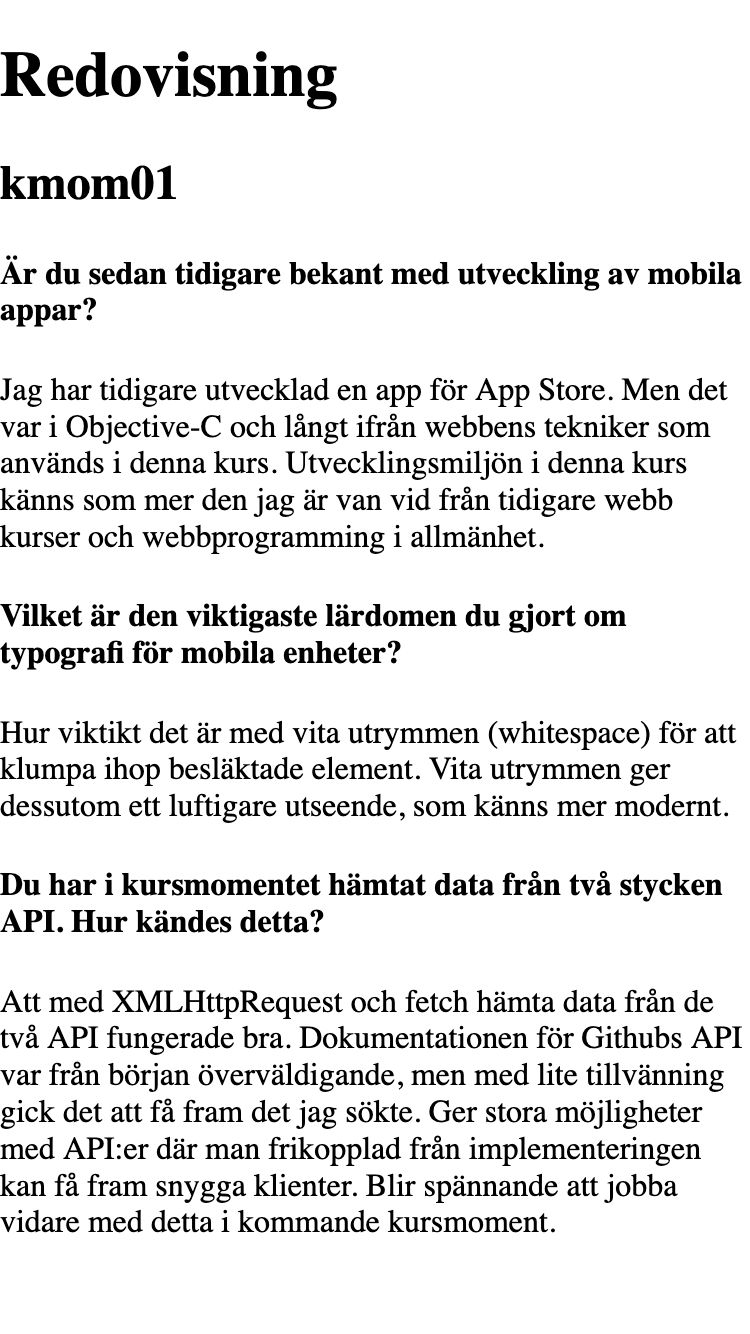 Redovisning
kmom01
Är du sedan tidigare bekant med utveckling av mobila
appar?
Jag har tidigare utvecklad en app för App Store. Men det
var i Objective-C och långt ifrån webbens tekniker som
används i denna kurs. Utvecklingsmiljön i denna kurs
känns som mer den jag är van vid från tidigare webb
kurser och webbprogramming i allmänhet.
Vilket är den viktigaste lärdomen du gjort om
typografi för mobila enheter?
Hur viktikt det är med vita utrymmen (whitespace) för att
klumpa ihop besläktade element. Vita utrymmen ger
dessutom ett luftigare utseende, som känns mer modernt.
Du har i kursmomentet hämtat data från två stycken
API. Hur kändes detta?
Att med XMLHttpRequest och fetch hämta data från de
två API fungerade bra. Dokumentationen för Githubs API
var från början överväldigande, men med lite tillvänning
gick det att få fram det jag sökte. Ger stora möjligheter
med API:er där man frikopplad från implementeringen
kan få fram snygga klienter. Blir spännande att jobba
vidare med detta i kommande kursmoment.